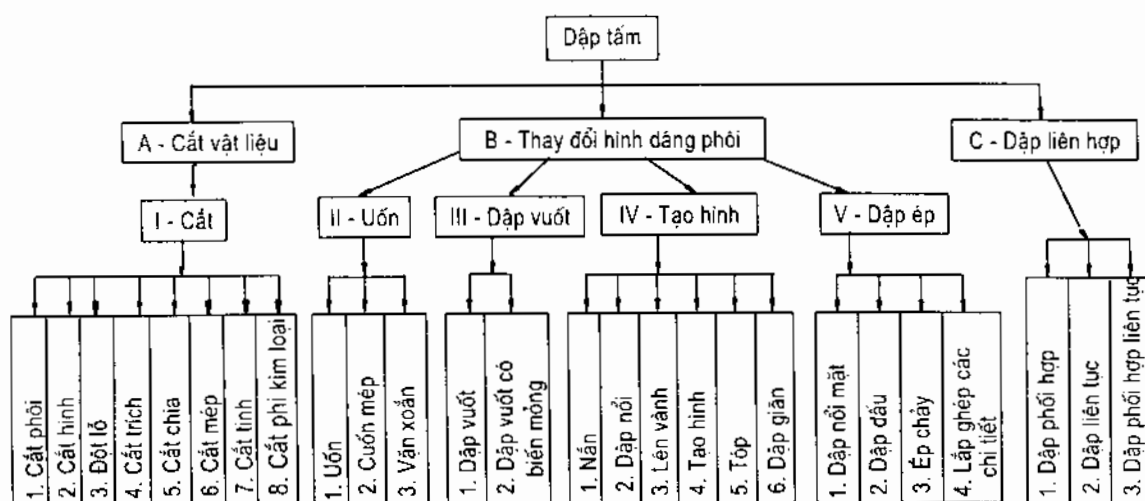 Dập tấm
A - Cắt vật liệu
B - Thay đổi hình dáng phôi
C - Dập liên hợp
I - Cắt
II - Uốn
III - Dập vuốt
IV - Tạo hình
V - Dập ép
1. Cắt phôi
2. Cắt hình
3. Đột lỗ
4. Cắt trích
5. Cắt chia
6. Cắt mép
7. Cắt tinh
8. Cắt phi kim loại
1. Uốn
2. Cuốn mép
3. Vặn xoắn
1. Dập vuốt
2. Dập vuốt có
biến mỏng
1. Nắn
2. Dập nổi
3. Lên vành
4. Tạo hình
5. Tóp
6. Dập giãn
1. Dập nổi mặt
2. Dập dấu
3. Ép chảy
4. Lắp ghép các
chi tiết
1. Dập phối hợp
2. Dập liên tục
3. Dập phối hợp liên tục